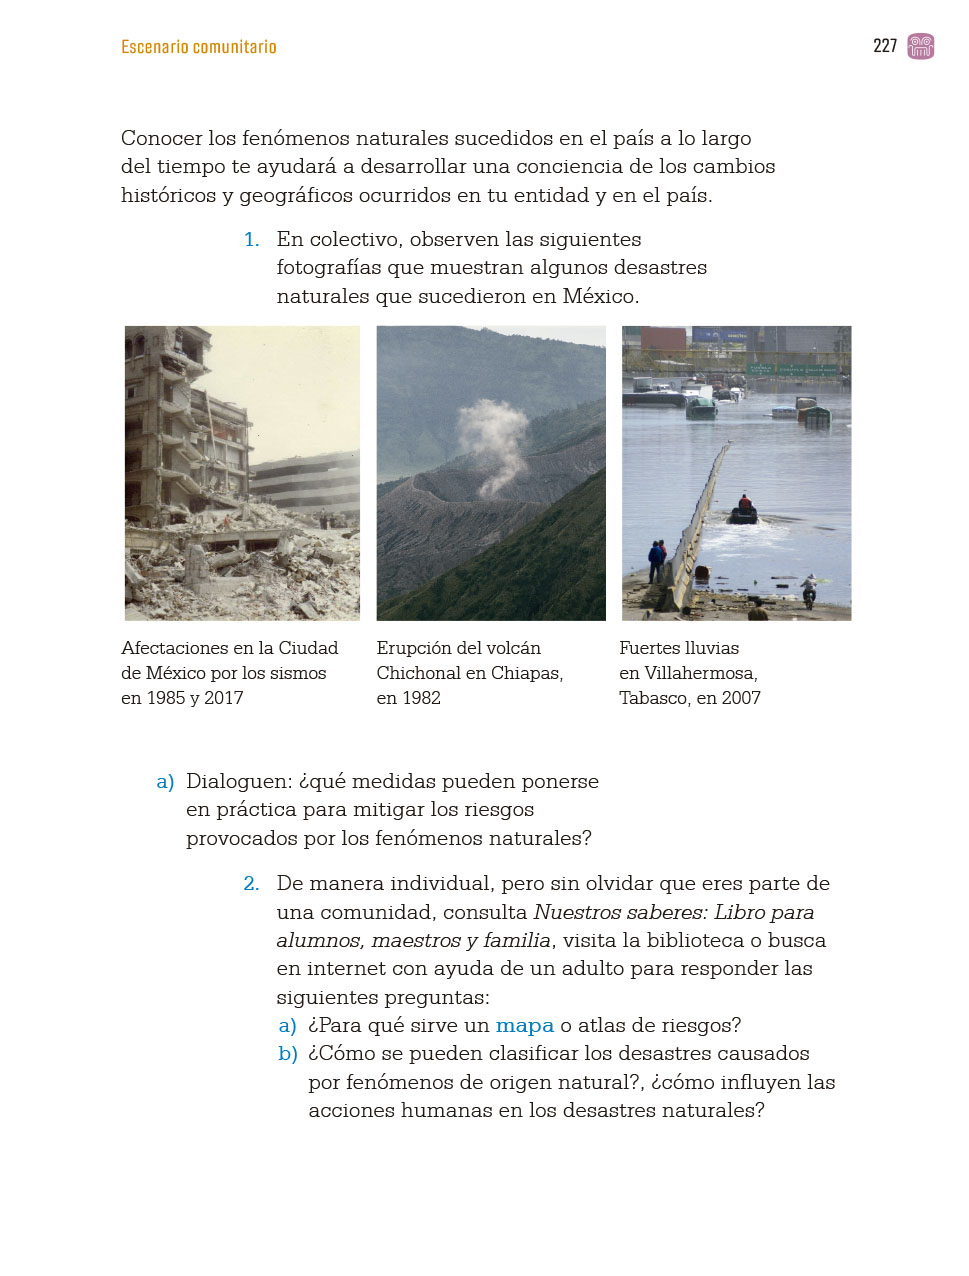 Escenario comunitario
227
Conocer los fenómenos naturales sucedidos en el país a lo largo
del tiempo te ayudará a desarrollar una conciencia de los cambios
históricos y geográficos ocurridos en tu entidad y en el país.
1. En colectivo, observen las siguientes
fotografías que muestran algunos desastres
naturales que sucedieron en México.
Afectaciones en la Ciudad
de México por los sismos
en 1985 y 2017
Erupción del volcán
Chichonal en Chiapas,
en 1982
Fuertes lluvias
en Villahermosa,
Tabasco, en 2007
a) Dialoguen: ¿qué medidas pueden ponerse
en práctica para mitigar los riesgos
provocados por los fenómenos naturales?
2. De manera individual, pero sin olvidar que eres parte de
una comunidad, consulta Nuestros saberes: Libro para
alumnos, maestros y familia, visita la biblioteca o busca
en internet con ayuda de un adulto para responder las
siguientes preguntas:
a) ¿Para qué sirve un mapa o atlas de riesgos?
b) ¿Cómo se pueden clasificar los desastres causados
por fenómenos de origen natural?, ¿cómo influyen las
acciones humanas en los desastres naturales?